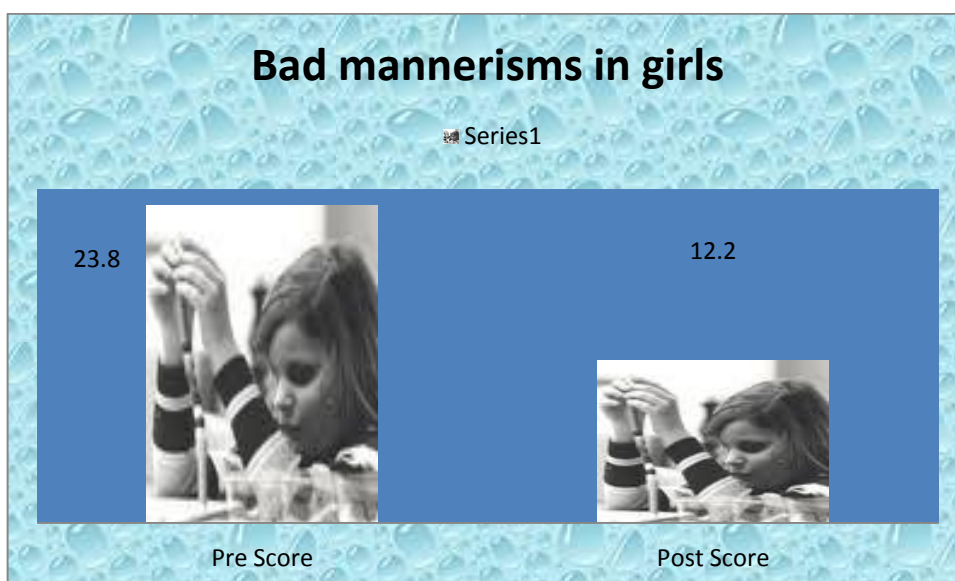 Bad mannerisms in girls
Series1
23.8
12.2
Pre Score
Post Score